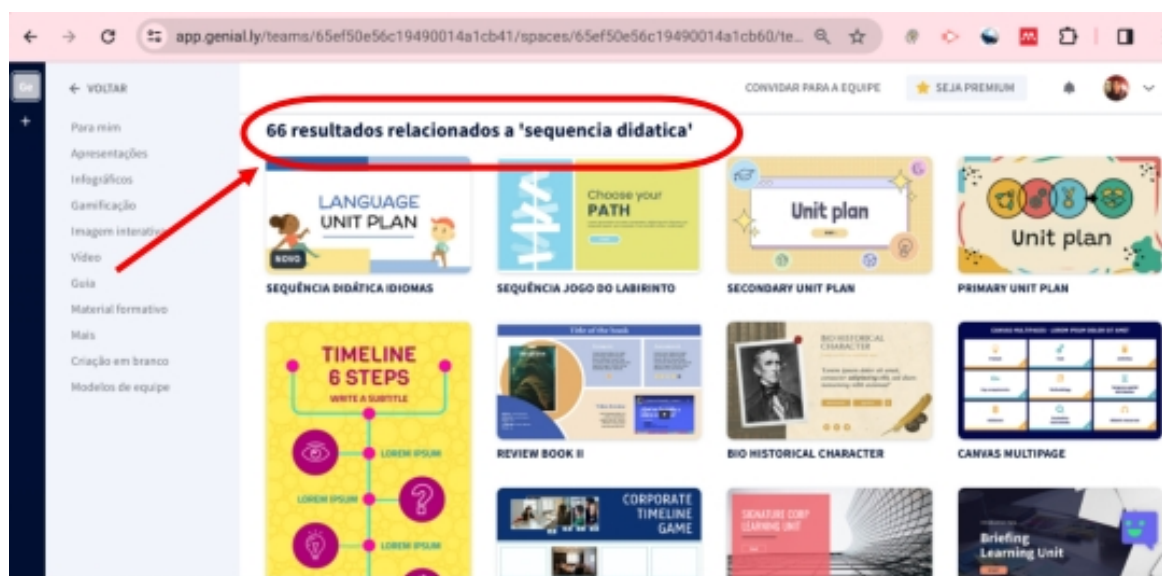 app.genial.ly/teams/65ef50e56c19490014a1cb41/spaces/65ef50e56c19490014a1cb60/te...
Ge
← VOLTAR
CONVIDAR PARA A EQUIPE
SEJA PREMIUM
Para mim
Apresentações
Infográficos
Gamificação
Imagem interativa
Vídeo
Guia
Material formativo
Mais
Criação em branco
Modelos de equipe
66 resultados relacionados a 'sequencia didatica'
LANGUAGE
UNIT PLAN
NOVO
SEQUÊNCIA DIDÁTICA IDIOMAS
Choose your
PATH
SEQUÊNCIA JOGO DO LABIRINTO
Unit plan
SECONDARY UNIT PLAN
Unit plan
PRIMARY UNIT PLAN
TIMELINE
6 STEPS
WRITE A SUBTITLE
LOREM IPSUM
LOREM IPSUM
LOREM IPSUM
Title of the book
REVIEW BOOK II
BIO HISTORICAL
CHARACTER
BIO HISTORICAL CHARACTER
CANVAS MULTIPAGE
CORPORATE
TIMELINE
GAME
SIGNATURE CORP
LEARNING UNIT
Briefing
Learning Unit